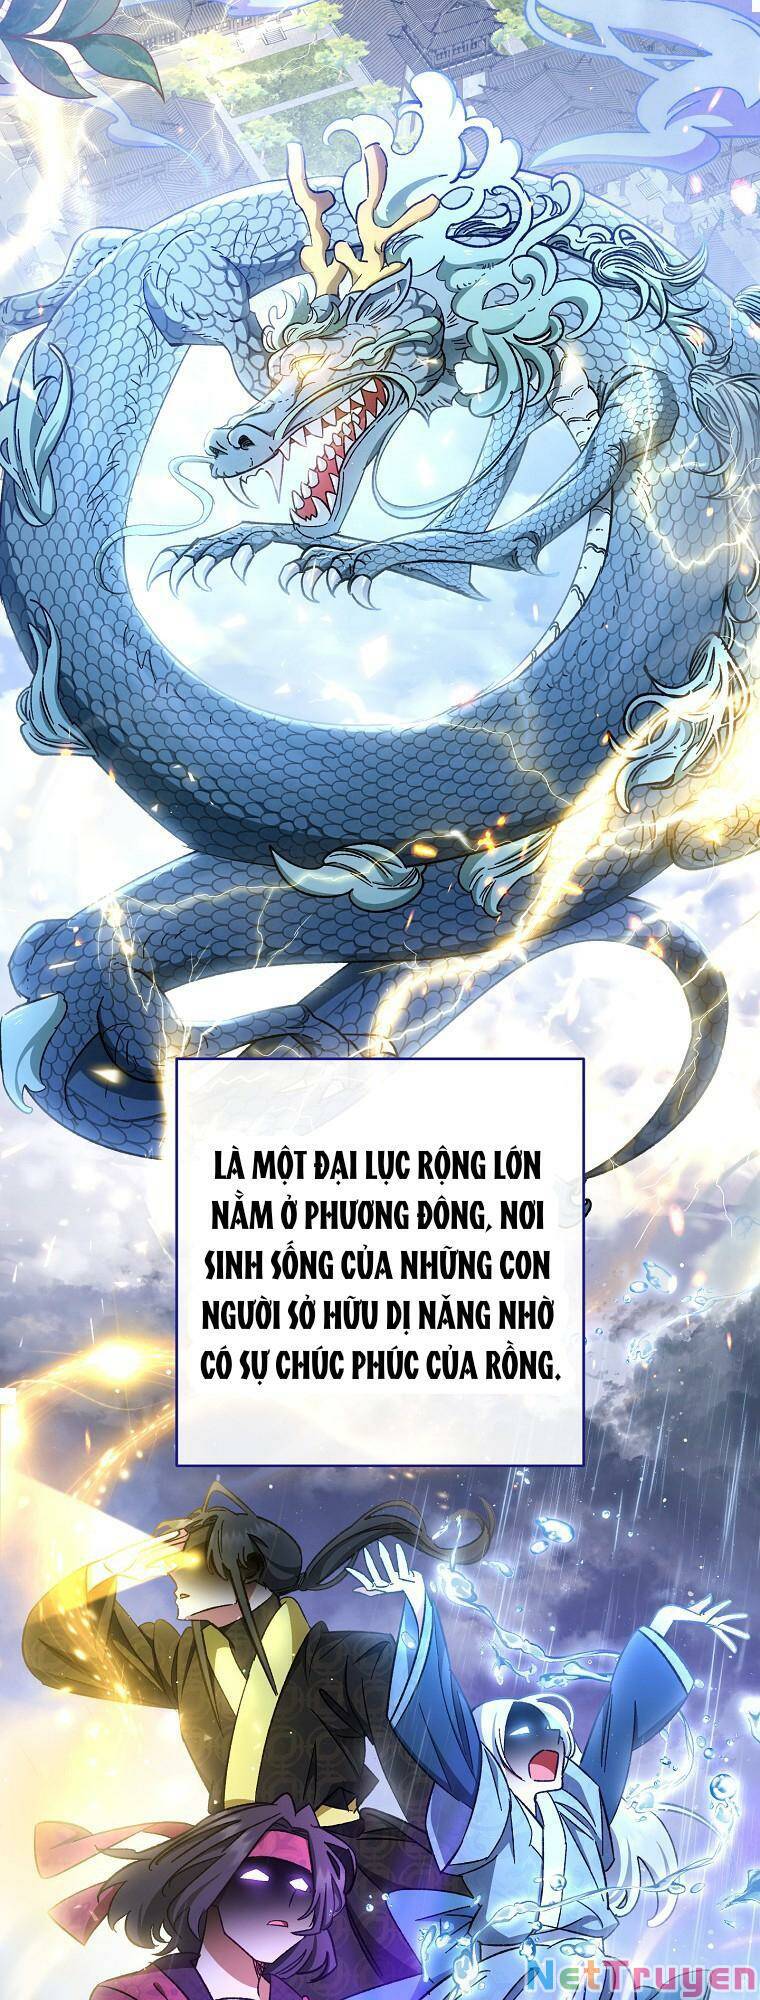 LÀ MỘT ĐẠI LỤC RỘNG LỚN
NẰM Ở PHƯƠNG ĐÔNG, NƠI
SINH SỐNG CỦA NHỮNG CON
NGƯỜI SỞ HỮU DỊ NĂNG NHỜ
CÓ SỰ CHÚC PHÚC CỦA RỒNG.
NetTruyen